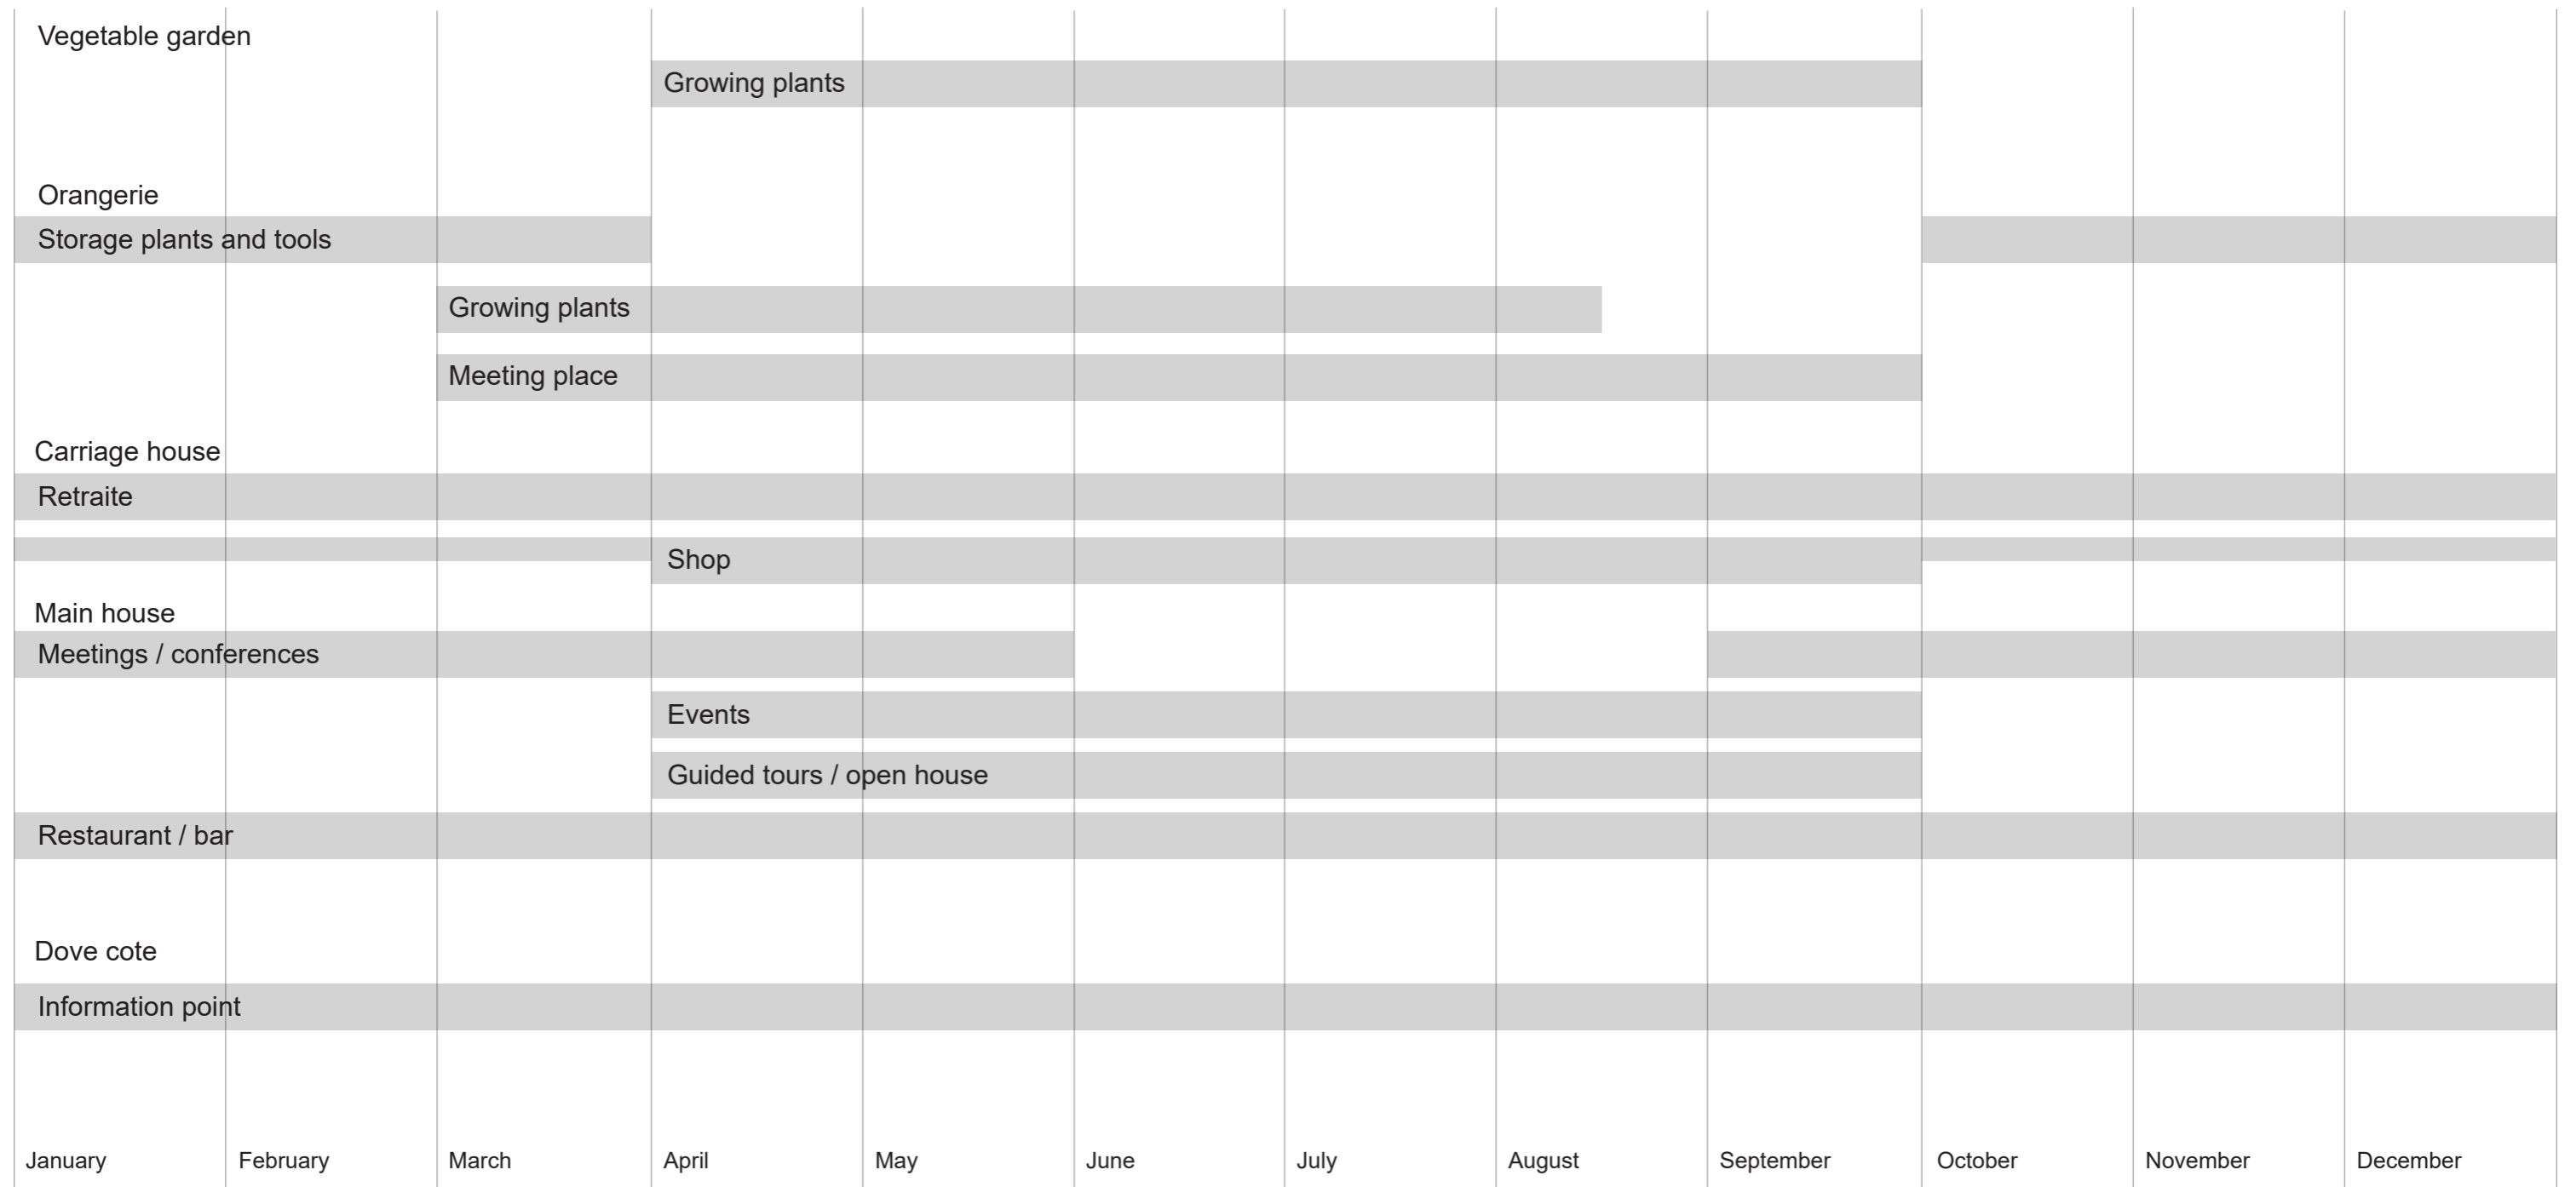 Vegetable garden
Growing plants
Orangerie
Storage plants and tools
Growing plants
Meeting place
Carriage house
Retraite
Shop
Main house
Meetings / conferences
Events
Guided tours / open house
Restaurant / bar
Dove cote
Information point
January February March April May June July August September October November December